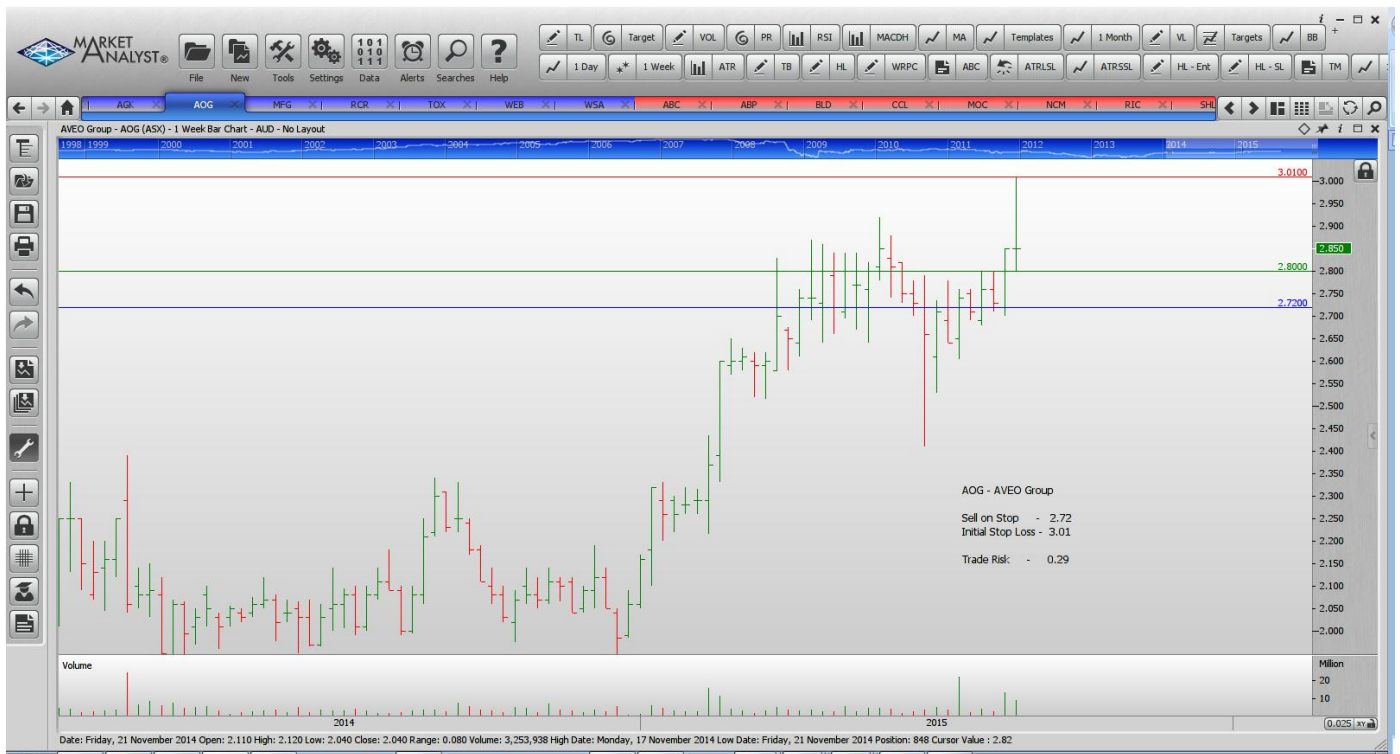 MARKET ANALYST®
File New Tools Settings Data Alerts Searches Help
TL Target VOL PR RSI MACDH MA Templates 1 Month VL Targets BB
1 Day 1 Week ATR TB HL WRPC ABC ATRLSL ATRSSL HL - Ent HL - SL TM
AGK AOG MFG RCR TOX WEB WSA ABC ABP BLD CCL MOC NCM RIC SHL
AVEO Group - AOG (ASX) - 1 Week Bar Chart - AUD - No Layout
1998 1999 2000 2001 2002 2003 2004 2005 2006 2007 2008 2009 2010 2011 2012 2013 2014 2015
3.0100
3.000
2.950
2.900
2.850
2.8000
2.800
2.750
2.7200
2.700
2.650
2.600
2.550
2.500
2.450
2.400
2.350
2.300
2.250
2.200
2.150
2.100
2.050
2.000
AOG - AVEO Group
Sell on Stop - 2.72
Initial Stop Loss - 3.01
Trade Risk - 0.29
Volume
Million
20
10
2014 2015
0.025 XY
Date: Friday, 21 November 2014 Open: 2.110 High: 2.120 Low: 2.040 Close: 2.040 Range: 0.080 Volume: 3,253,938 High Date: Monday, 17 November 2014 Low Date: Friday, 21 November 2014 Position: 848 Cursor Value : 2.82